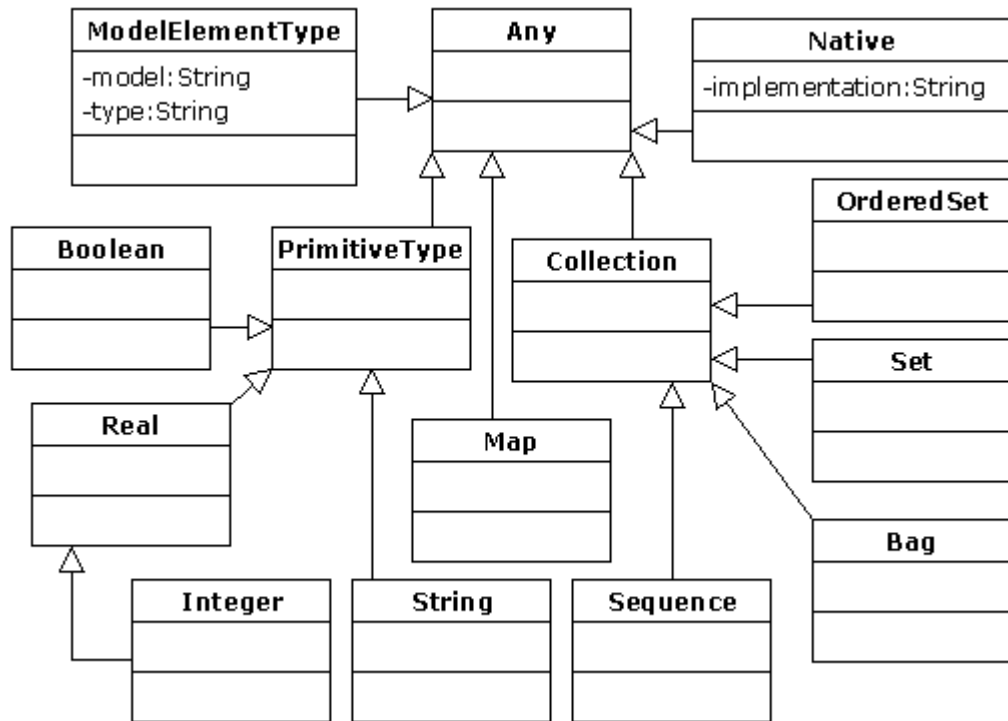 ModelElementType
-model:String
-type:String
Any
Native
-implementation:String
OrderedSet
Boolean
PrimitiveType
Collection
Set
Real
Map
Bag
Integer
String
Sequence